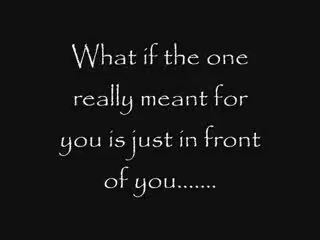 What if the one
really meant for
you is just in front
of you.......